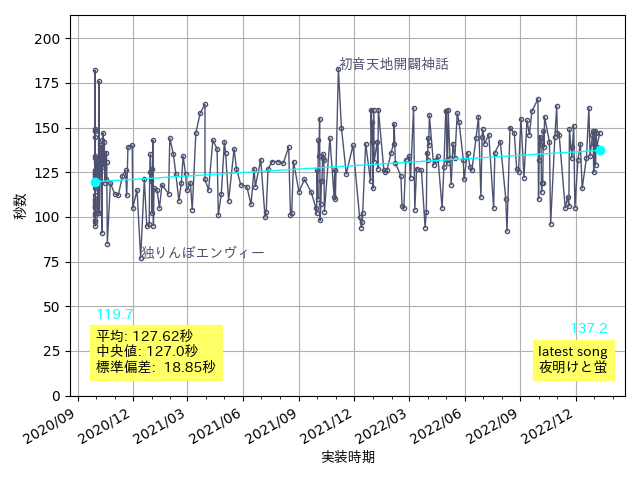 200
175
150
125
100
75
50
25
0
秒数
初音天地開闢神話
独りんぼエンヴィー
119.7
137.2
平均: 127.62秒
中央値: 127.0秒
標準偏差: 18.85秒
latest song
夜明けと蛍
2020/09
2020/12
2021/03
2021/06
2021/09
2021/12
2022/03
2022/06
2022/09
2022/12
実装時期